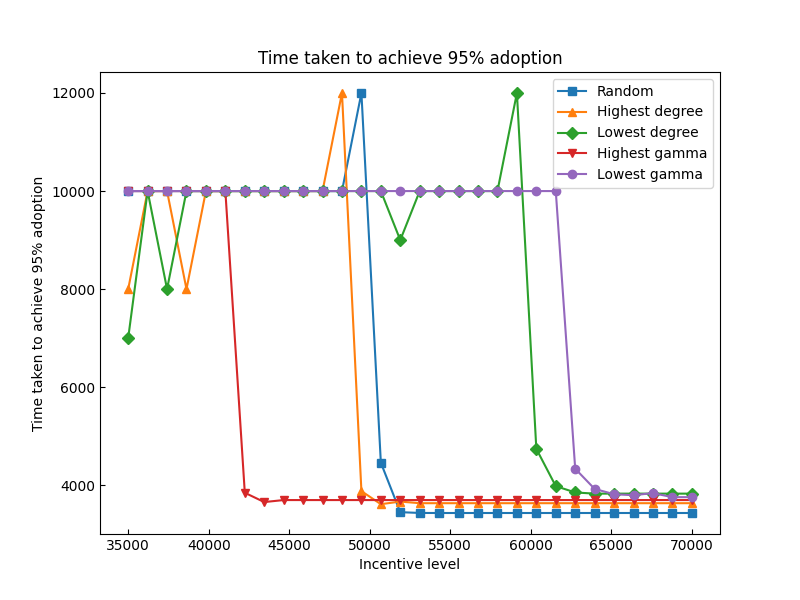 Time taken to achieve 95% adoption
Time taken to achieve 95% adoption
12000
10000
8000
6000
4000
Random
Highest degree
Lowest degree
Highest gamma
Lowest gamma
35000 40000 45000 50000 55000 60000 65000 70000
Incentive level